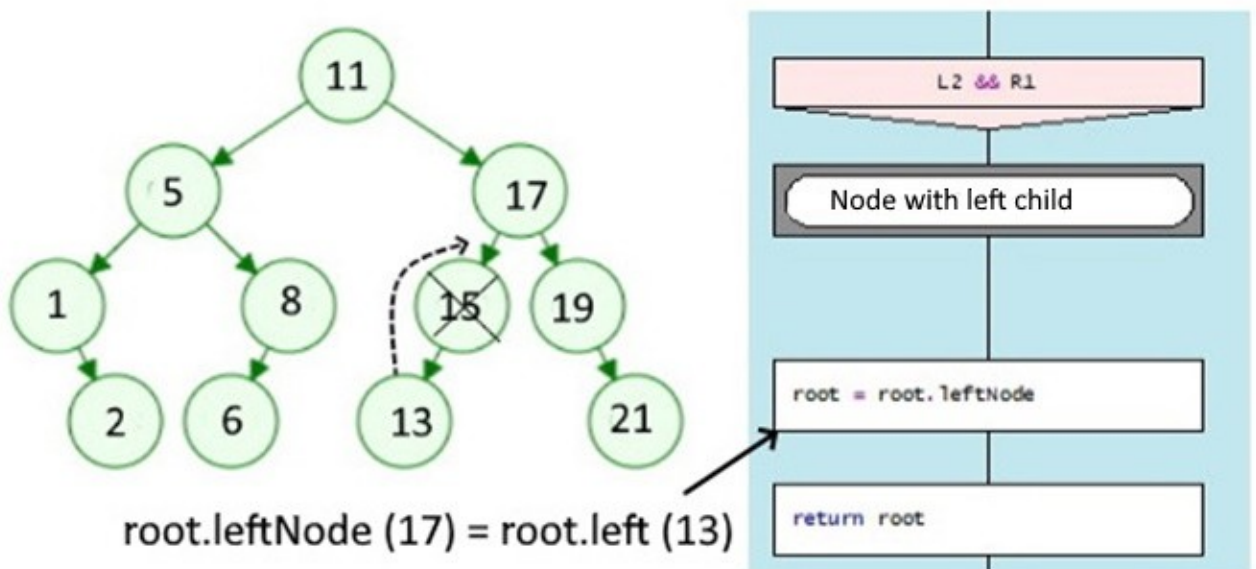 11
5
17
1
8
15
19
2
6
13
21
root.leftNode (17) = root.left (13)
L2 && R1
Node with left child
root = root.leftNode
return root